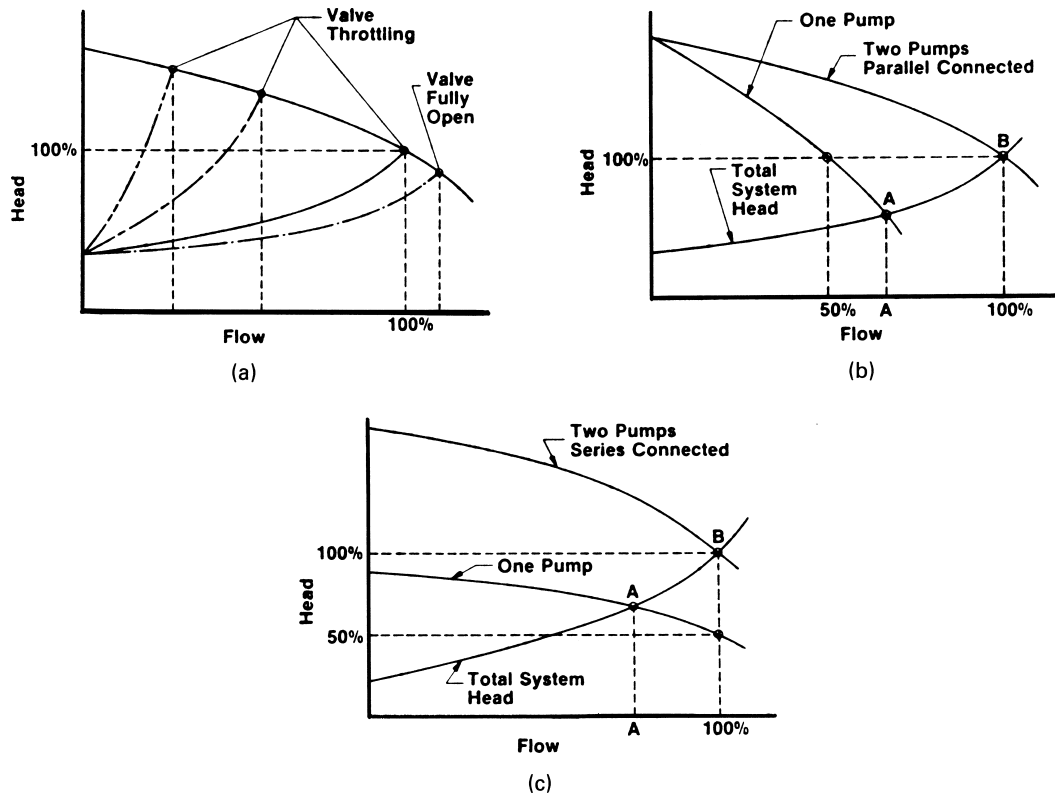 Valve
Throttling
Valve
Fully
Open
100%
Head
100%
Flow
(a)
One Pump
Two Pumps
Parallel Connected
B
100%
Head
Total
System
Head
A
50%
A
100%
Flow
(b)
Two Pumps
Series Connected
B
100%
One Pump
A
Head
50%
Total System
Head
A
100%
Flow
(c)